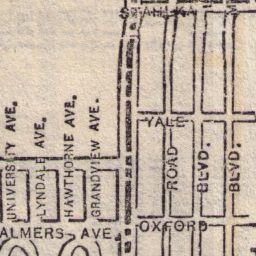 YALE
UNIVERSITY AVE.
LYNDALE AVE.
HAWTHORNE AVE.
GRANDVIEW AVE.
ROAD
BLVD.
BLVD.
OXFORD
ALMERS AVE.